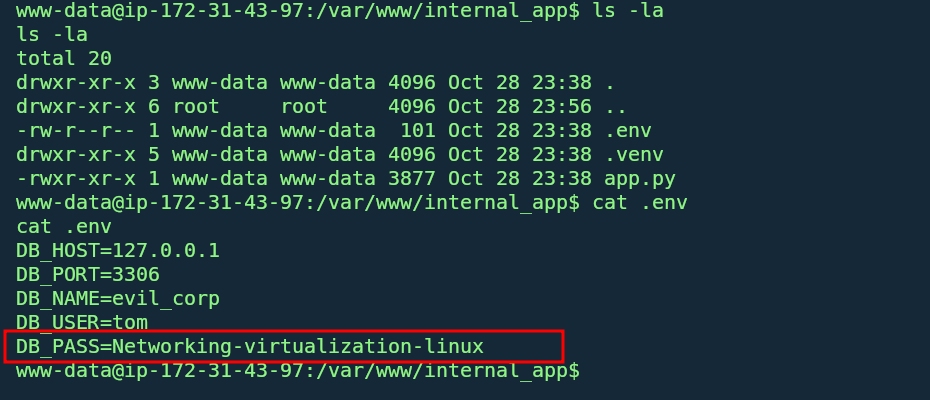 www-data@ip-172-31-43-97:/var/www/internal_app$ ls -la
ls -la
total 20
drwxr-xr-x 3 www-data www-data 4096 Oct 28 23:38 .
drwxr-xr-x 6 root     root     4096 Oct 28 23:56 ..
-rw-r--r-- 1 www-data www-data  101 Oct 28 23:38 .env
drwxr-xr-x 5 www-data www-data 4096 Oct 28 23:38 .venv
-rwxr-xr-x 1 www-data www-data 3877 Oct 28 23:38 app.py
www-data@ip-172-31-43-97:/var/www/internal_app$ cat .env
cat .env
DB_HOST=127.0.0.1
DB_PORT=3306
DB_NAME=evil_corp
DB_USER=tom
DB_PASS=Networking-virtualization-linux
www-data@ip-172-31-43-97:/var/www/internal_app$